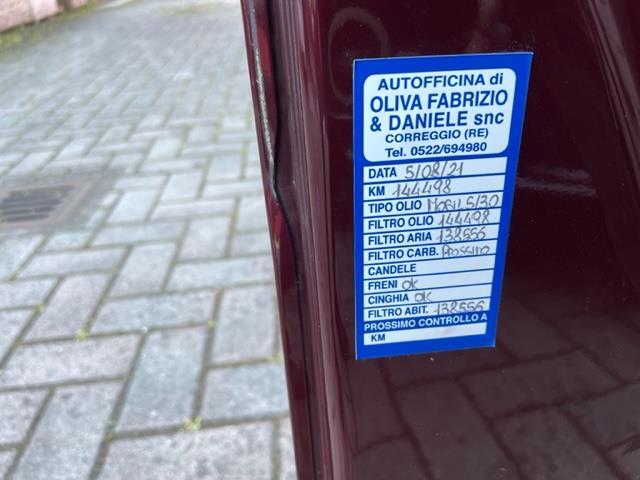 AUTOFFICINA di
OLIVA FABRIZIO
& DANIELE snc
CORREGGIO (RE)
Tel. 0522/694980
DATA 5/08/21
KM 144498
TIPO OLIO Mobil 5/30
FILTRO OLIO 144498
FILTRO ARIA 138556
FILTRO CARB. Prossimo
CANDELE
FRENI ok
CINGHIA ok
FILTRO ABIT. 138556
PROSSIMO CONTROLLO A
KM